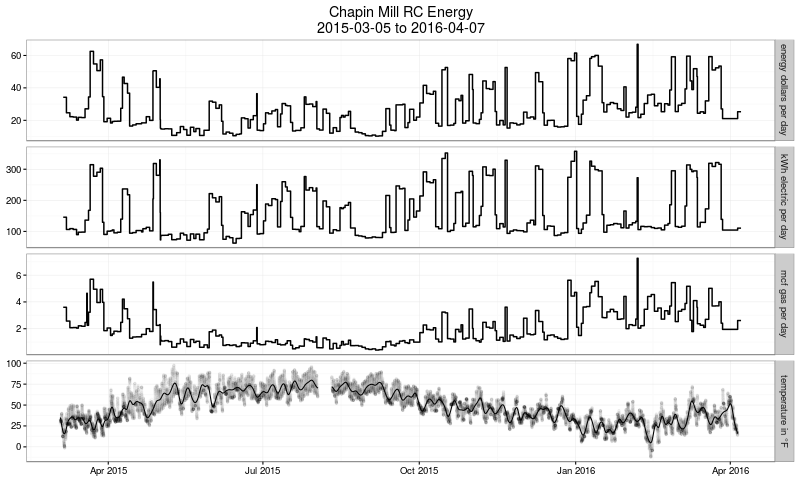 Chapin Mill RC Energy
2015-03-05 to 2016-04-07
60
40
20
energy dollars per day
300
200
100
kWh electric per day
6
4
2
mcf gas per day
100
75
50
25
0
temperature in °F
Apr 2015
Jul 2015
Oct 2015
Jan 2016
Apr 2016